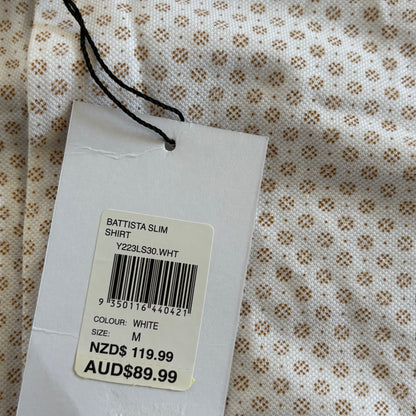 BATTISTA SLIM
SHIRT
Y223LS30.WHT
9 350116 440421
COLOUR: WHITE
SIZE: M
NZD$ 119.99
AUD$89.99